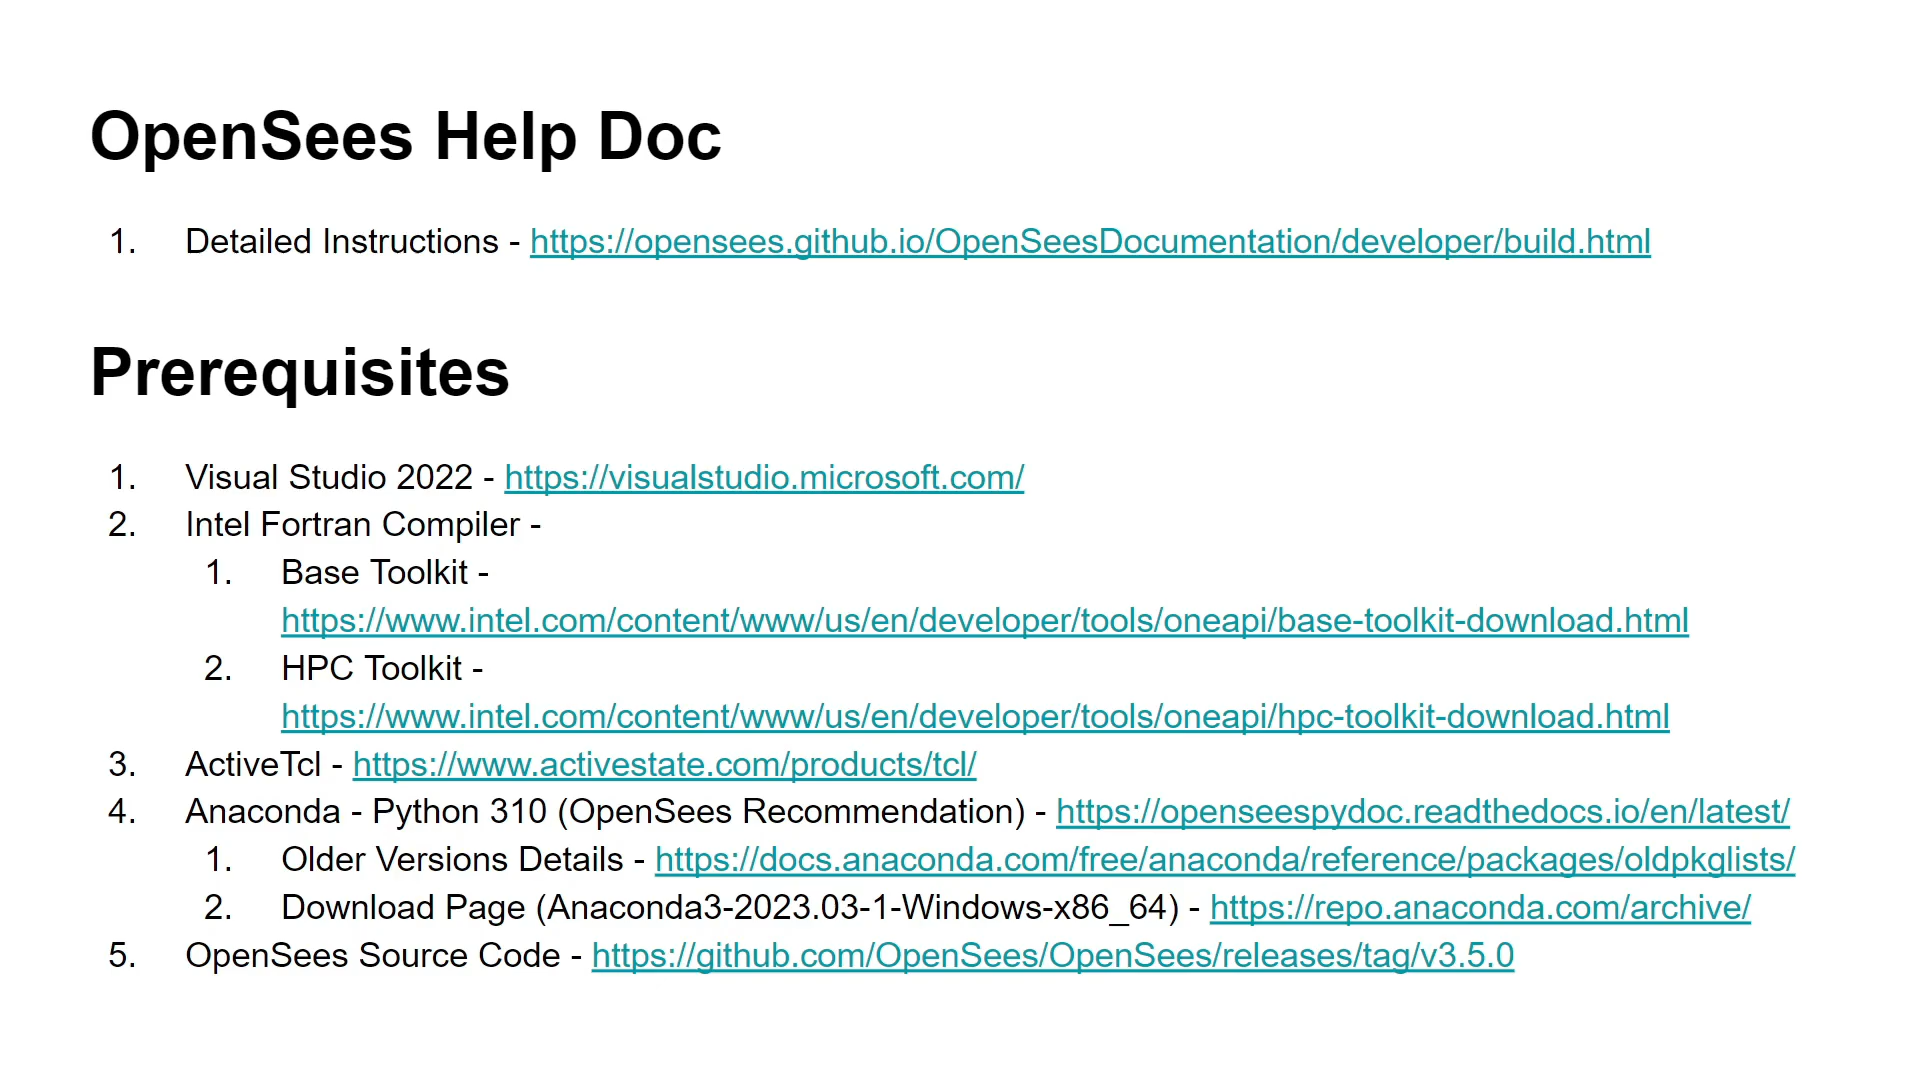 OpenSees Help Doc
1. Detailed Instructions - https://opensees.github.io/OpenSeesDocumentation/developer/build.html
Prerequisites
1. Visual Studio 2022 - https://visualstudio.microsoft.com/
2. Intel Fortran Compiler -
1. Base Toolkit -
https://www.intel.com/content/www/us/en/developer/tools/oneapi/base-toolkit-download.html
2. HPC Toolkit -
https://www.intel.com/content/www/us/en/developer/tools/oneapi/hpc-toolkit-download.html
3. ActiveTcl - https://www.activestate.com/products/tcl/
4. Anaconda - Python 310 (OpenSees Recommendation) - https://openseespydoc.readthedocs.io/en/latest/
1. Older Versions Details - https://docs.anaconda.com/free/anaconda/reference/packages/oldpkglists/
2. Download Page (Anaconda3-2023.03-1-Windows-x86_64) - https://repo.anaconda.com/archive/
5. OpenSees Source Code - https://github.com/OpenSees/OpenSees/releases/tag/v3.5.0